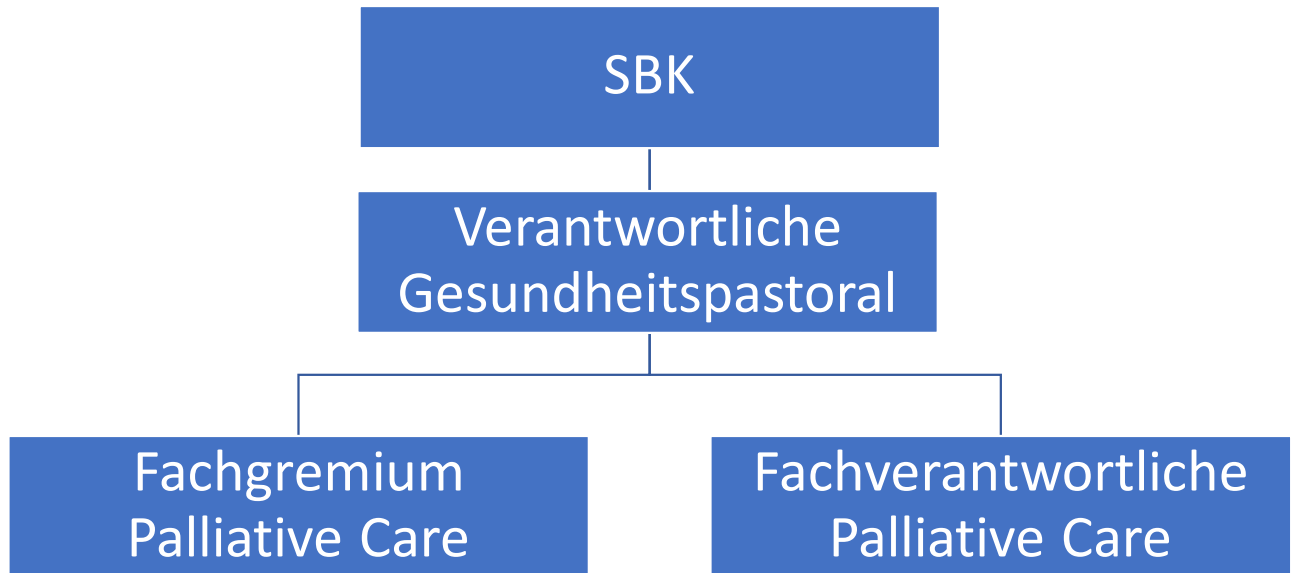 SBK
Verantwortliche
Gesundheitspastoral
Fachgremium
Palliative Care
Fachverantwortliche
Palliative Care